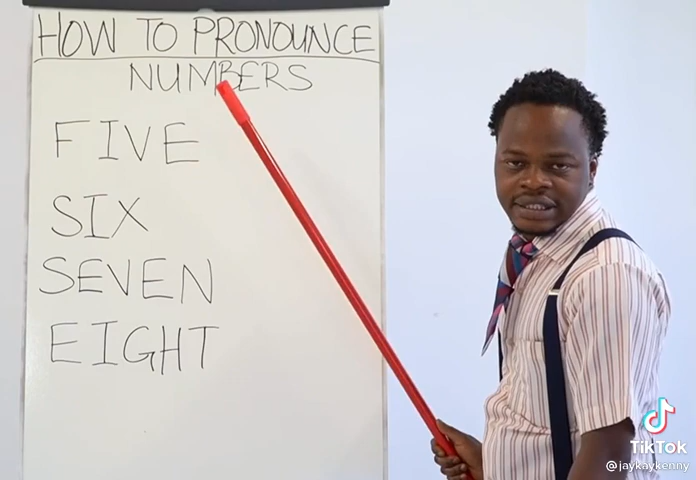 HOW TO PRONOUNCE
NUMBERS
FIVE
SIX
SEVEN
EIGHT
TikTok
@jaykaykenny